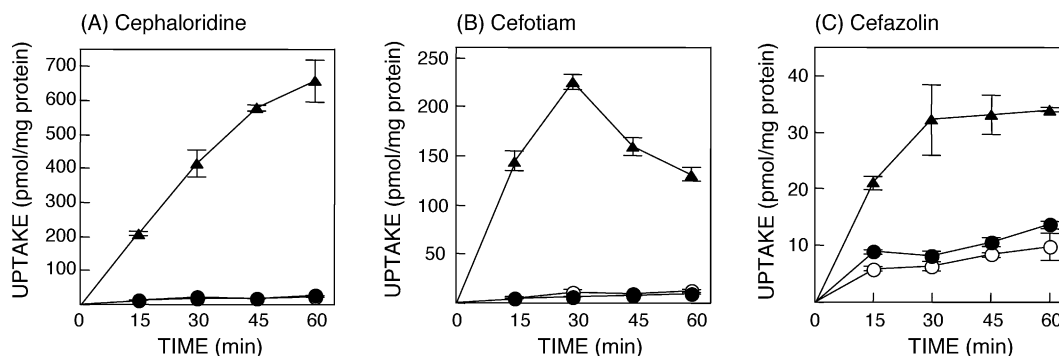 (A) Cephaloridine
UPTAKE (pmol/mg protein)
700
600
500
400
300
200
100
0 15 30 45 60
TIME (min)
(B) Cefotiam
UPTAKE (pmol/mg protein)
250
200
150
100
50
0 15 30 45 60
TIME (min)
(C) Cefazolin
UPTAKE (pmol/mg protein)
40
30
20
10
0 15 30 45 60
TIME (min)